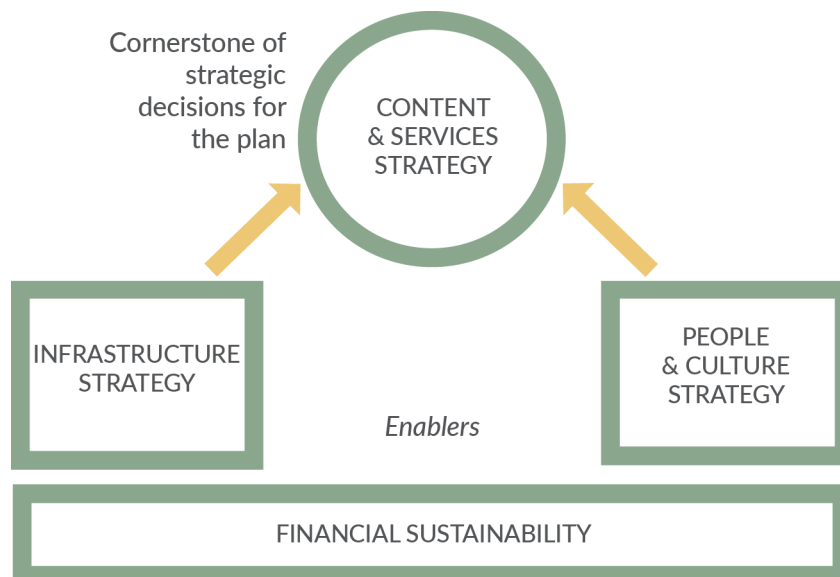 Cornerstone of
strategic
decisions for
the plan
CONTENT
& SERVICES
STRATEGY
INFRASTRUCTURE
STRATEGY
PEOPLE
& CULTURE
STRATEGY
Enablers
FINANCIAL SUSTAINABILITY